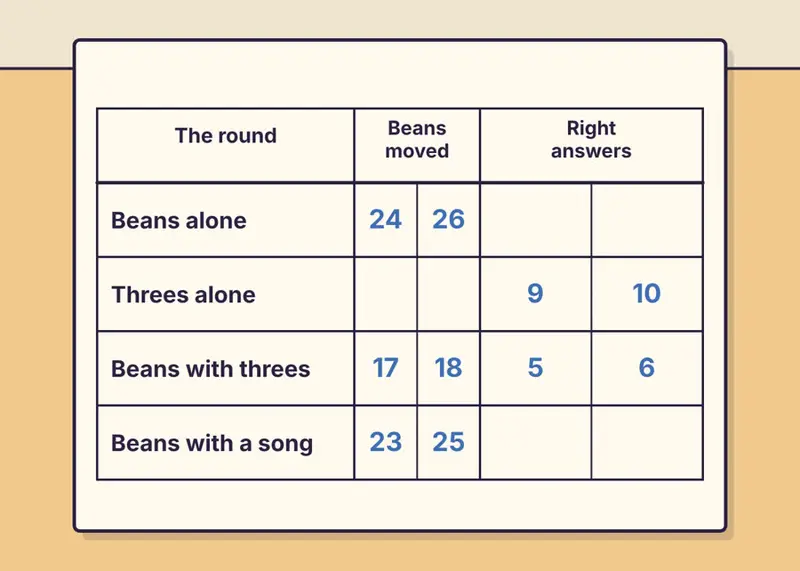 The round
Beans
moved
Right
answers
Beans alone 24 26
Threes alone 9 10
Beans with threes 17 18 5 6
Beans with a song 23 25